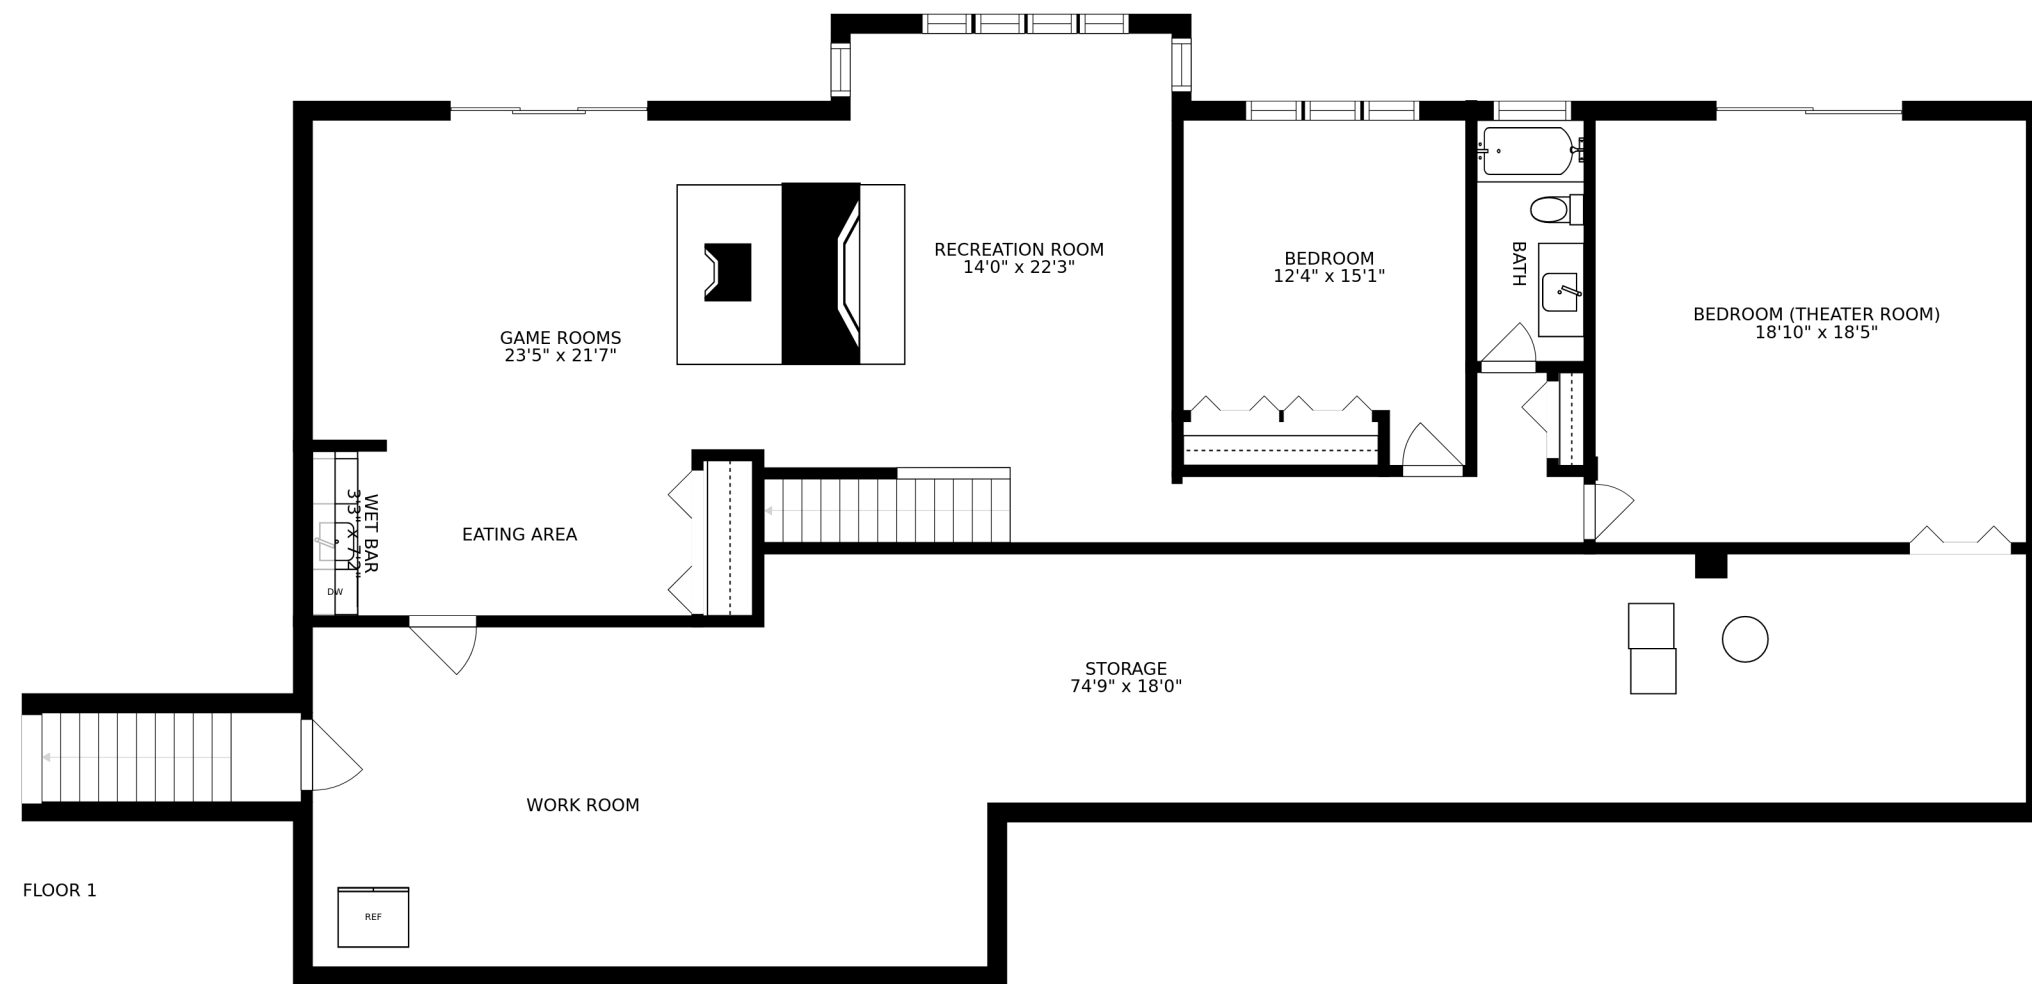 RECREATION ROOM
14'0" x 22'3"
BEDROOM
12'4" x 15'1"
BATH
BEDROOM (THEATER ROOM)
18'10" x 18'5"
GAME ROOMS
23'5" x 21'7"
WET BAR
3'3" x 7'2"
EATING AREA
DW
STORAGE
74'9" x 18'0"
WORK ROOM
FLOOR 1
REF